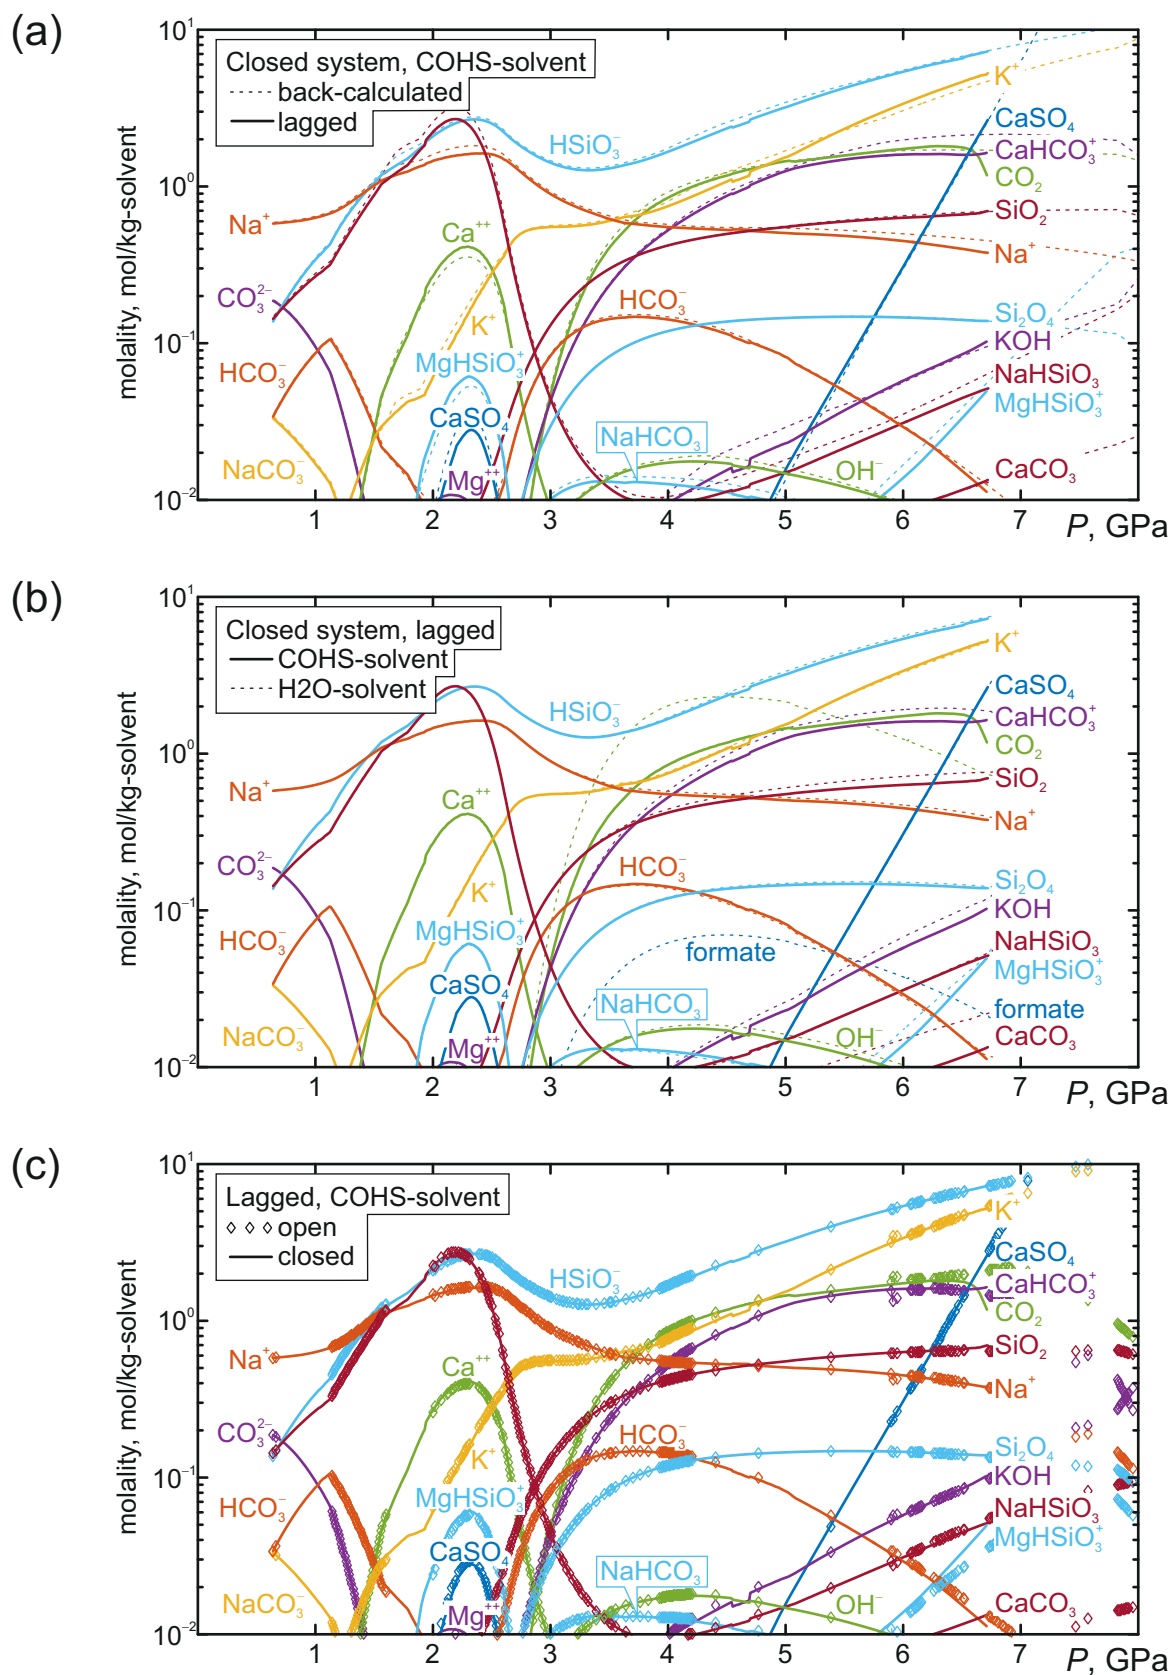 (a)
molality, mol/kg-solvent
10¹
10⁰
10⁻¹
10⁻²
Closed system, COHS-solvent
back-calculated
lagged
HSiO₃⁻
K⁺
CaSO₄
CaHCO₃⁺
CO₂
SiO₂
Na⁺
Na⁺
Ca⁺⁺
CO₃²⁻
HCO₃⁻
Si₂O₄
K⁺
KOH
HCO₃⁻
MgHSiO₃⁺
NaHSiO₃
MgHSiO₃⁺
CaSO₄
NaHCO₃
NaCO₃⁻
Mg⁺⁺
OH⁻
CaCO₃
1 2 3 4 5 6 7 P, GPa
(b)
molality, mol/kg-solvent
10¹
10⁰
10⁻¹
10⁻²
Closed system, lagged
COHS-solvent
H2O-solvent
K⁺
CaSO₄
HSiO₃⁻
CaHCO₃⁺
CO₂
SiO₂
Na⁺
Ca⁺⁺
Na⁺
CO₃²⁻
HCO₃⁻
K⁺
Si₂O₄
KOH
HCO₃⁻
MgHSiO₃⁺
NaHSiO₃
formate
MgHSiO₃⁺
CaSO₄
NaHCO₃
formate
NaCO₃⁻
Mg⁺⁺
OH⁻
CaCO₃
1 2 3 4 5 6 7 P, GPa
(c)
molality, mol/kg-solvent
10¹
10⁰
10⁻¹
10⁻²
Lagged, COHS-solvent
open
closed
K⁺
CaSO₄
HSiO₃⁻
CaHCO₃⁺
CO₂
SiO₂
Na⁺
Ca⁺⁺
Na⁺
CO₃²⁻
HCO₃⁻
Si₂O₄
K⁺
KOH
HCO₃⁻
MgHSiO₃⁺
NaHSiO₃
MgHSiO₃⁺
CaSO₄
NaHCO₃
NaCO₃⁻
Mg⁺⁺
OH⁻
CaCO₃
1 2 3 4 5 6 7 P, GPa